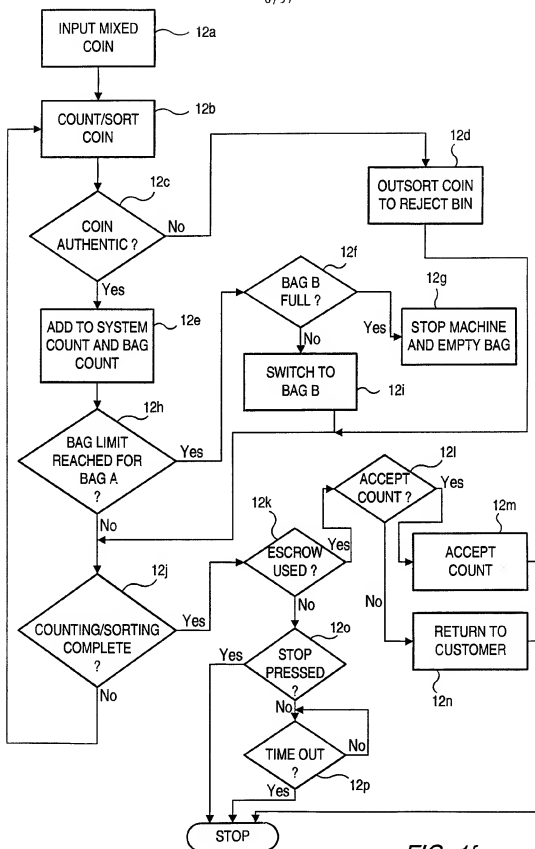 INPUT MIXED
COIN
12a
COUNT/SORT
COIN
12b
12c
COIN
AUTHENTIC ?
No
Yes
12d
OUTSORT COIN
TO REJECT BIN
ADD TO SYSTEM
COUNT AND BAG
COUNT
12e
12f
BAG B
FULL ?
Yes
No
12g
STOP MACHINE
AND EMPTY BAG
SWITCH TO
BAG B
12i
12h
BAG LIMIT
REACHED FOR
BAG A
?
Yes
No
12j
COUNTING/SORTING
COMPLETE
?
Yes
No
12k
ESCROW
USED ?
Yes
No
12l
ACCEPT
COUNT ?
Yes
No
12m
ACCEPT
COUNT
RETURN TO
CUSTOMER
12n
12o
STOP
PRESSED
?
Yes
No
TIME OUT
?
No
Yes
12p
STOP